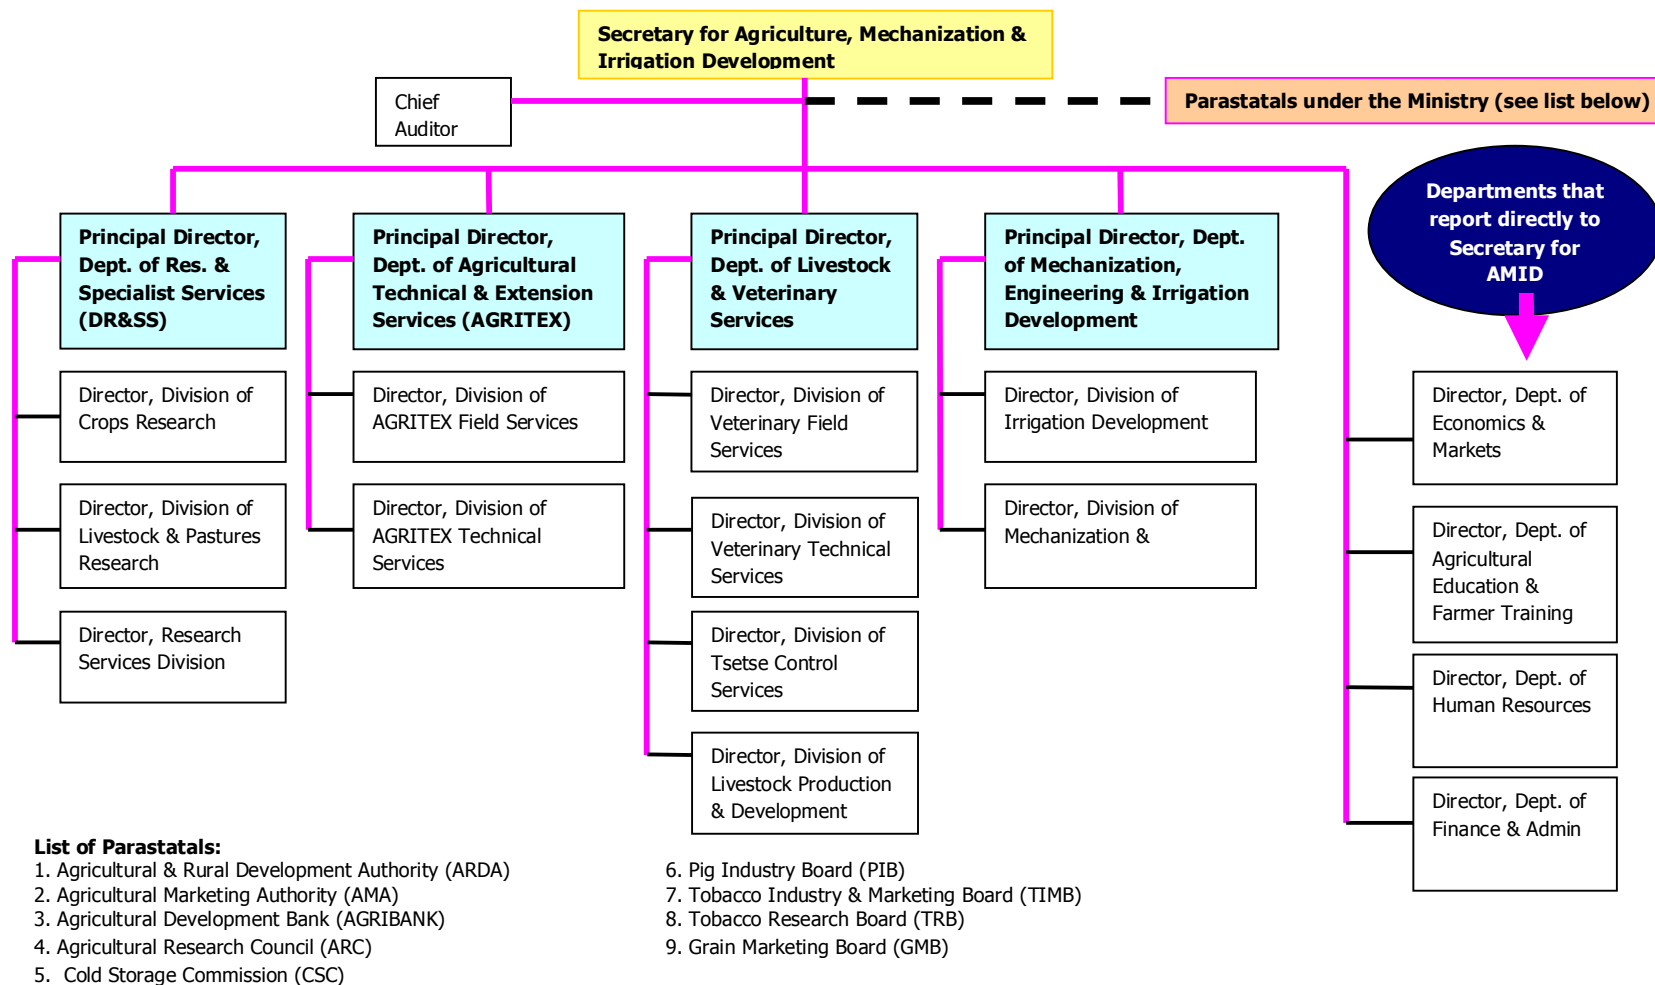 Secretary for Agriculture, Mechanization &
Irrigation Development
Chief
Auditor
Parastatals under the Ministry (see list below)
Departments that
report directly to
Secretary for
AMID
Principal Director,
Dept. of Res. &
Specialist Services
(DR&SS)
Principal Director,
Dept. of Agricultural
Technical & Extension
Services (AGRITEX)
Principal Director,
Dept. of Livestock
& Veterinary
Services
Principal Director, Dept.
of Mechanization,
Engineering & Irrigation
Development
Director, Division of
Crops Research
Director, Division of
Livestock & Pastures
Research
Director, Research
Services Division
Director, Division of
AGRITEX Field Services
Director, Division of
AGRITEX Technical
Services
Director, Division of
Veterinary Field
Services
Director, Division of
Veterinary Technical
Services
Director, Division of
Tsetse Control
Services
Director, Division of
Livestock Production
& Development
Director, Division of
Irrigation Development
Director, Division of
Mechanization &
Director, Dept. of
Economics &
Markets
Director, Dept. of
Agricultural
Education &
Farmer Training
Director, Dept. of
Human Resources
Director, Dept. of
Finance & Admin
List of Parastatals:
1. Agricultural & Rural Development Authority (ARDA)
2. Agricultural Marketing Authority (AMA)
3. Agricultural Development Bank (AGRIBANK)
4. Agricultural Research Council (ARC)
5. Cold Storage Commission (CSC)
6. Pig Industry Board (PIB)
7. Tobacco Industry & Marketing Board (TIMB)
8. Tobacco Research Board (TRB)
9. Grain Marketing Board (GMB)